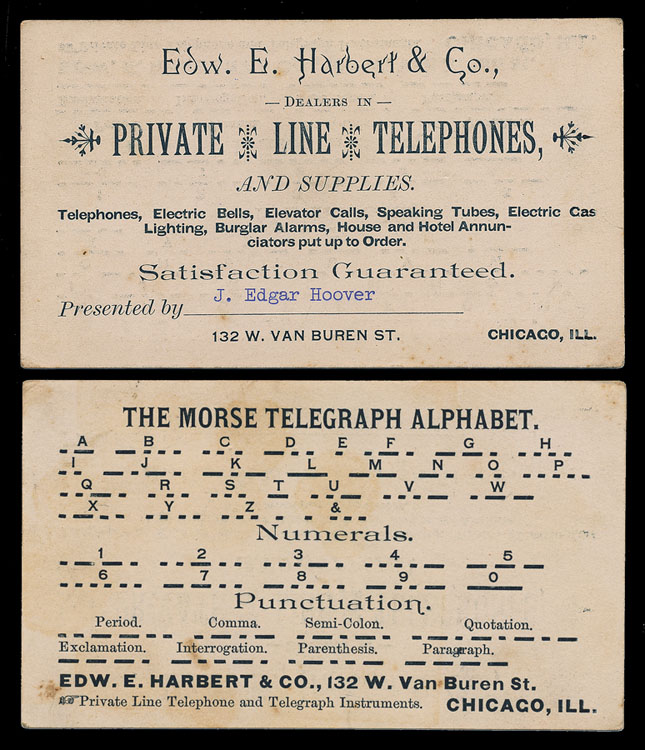 Edw. E. Harbert & Co.,
— DEALERS IN —
PRIVATE LINE TELEPHONES,
AND SUPPLIES.
Telephones, Electric Bells, Elevator Calls, Speaking Tubes, Electric Gas
Lighting, Burglar Alarms, House and Hotel Annun-
ciators put up to Order.
Satisfaction Guaranteed.
Presented by J. Edgar Hoover
132 W. VAN BUREN ST. CHICAGO, ILL.
THE MORSE TELEGRAPH ALPHABET.
A B C D E F G H
I J K L M N O P
Q R S T U V W
X Y Z &
Numerals.
1 2 3 4 5
6 7 8 9 0
Punctuation.
Period. Comma. Semi-Colon. Quotation.
Exclamation. Interrogation. Parenthesis. Paragraph.
EDW. E. HARBERT & CO., 132 W. Van Buren St.
☞ Private Line Telephone and Telegraph Instruments. CHICAGO, ILL.